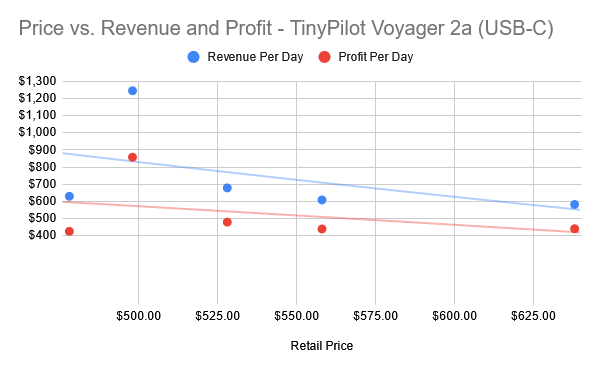 Price vs. Revenue and Profit - TinyPilot Voyager 2a (USB-C)
Revenue Per Day
Profit Per Day
$1,300
$1,200
$1,100
$1,000
$900
$800
$700
$600
$500
$400
$500.00 $525.00 $550.00 $575.00 $600.00 $625.00
Retail Price